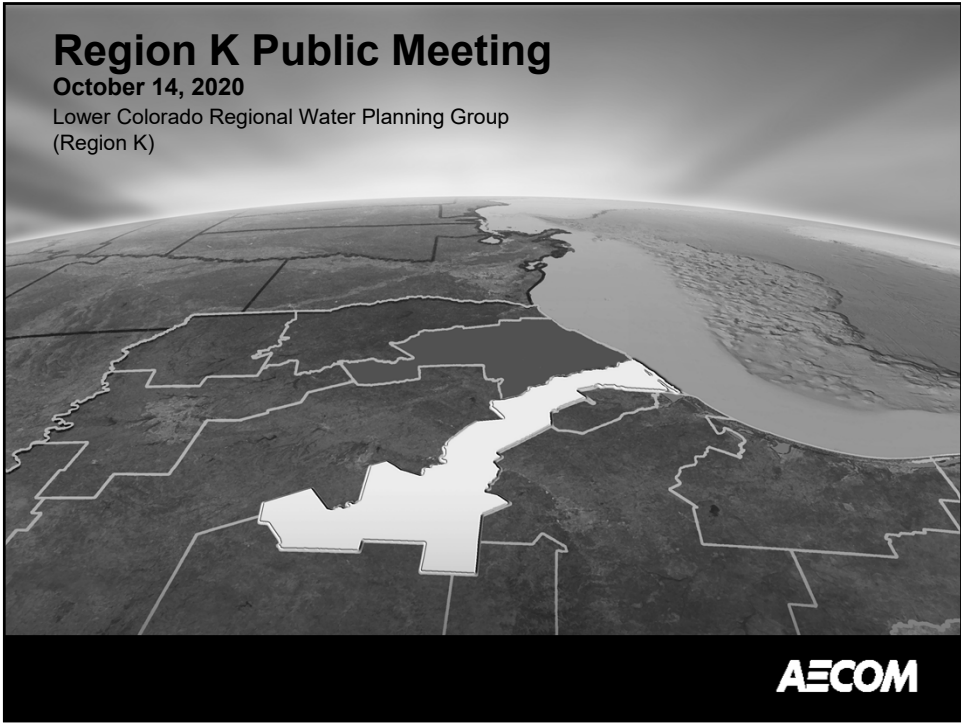 Region K Public Meeting
October 14, 2020
Lower Colorado Regional Water Planning Group
(Region K)
AECOM